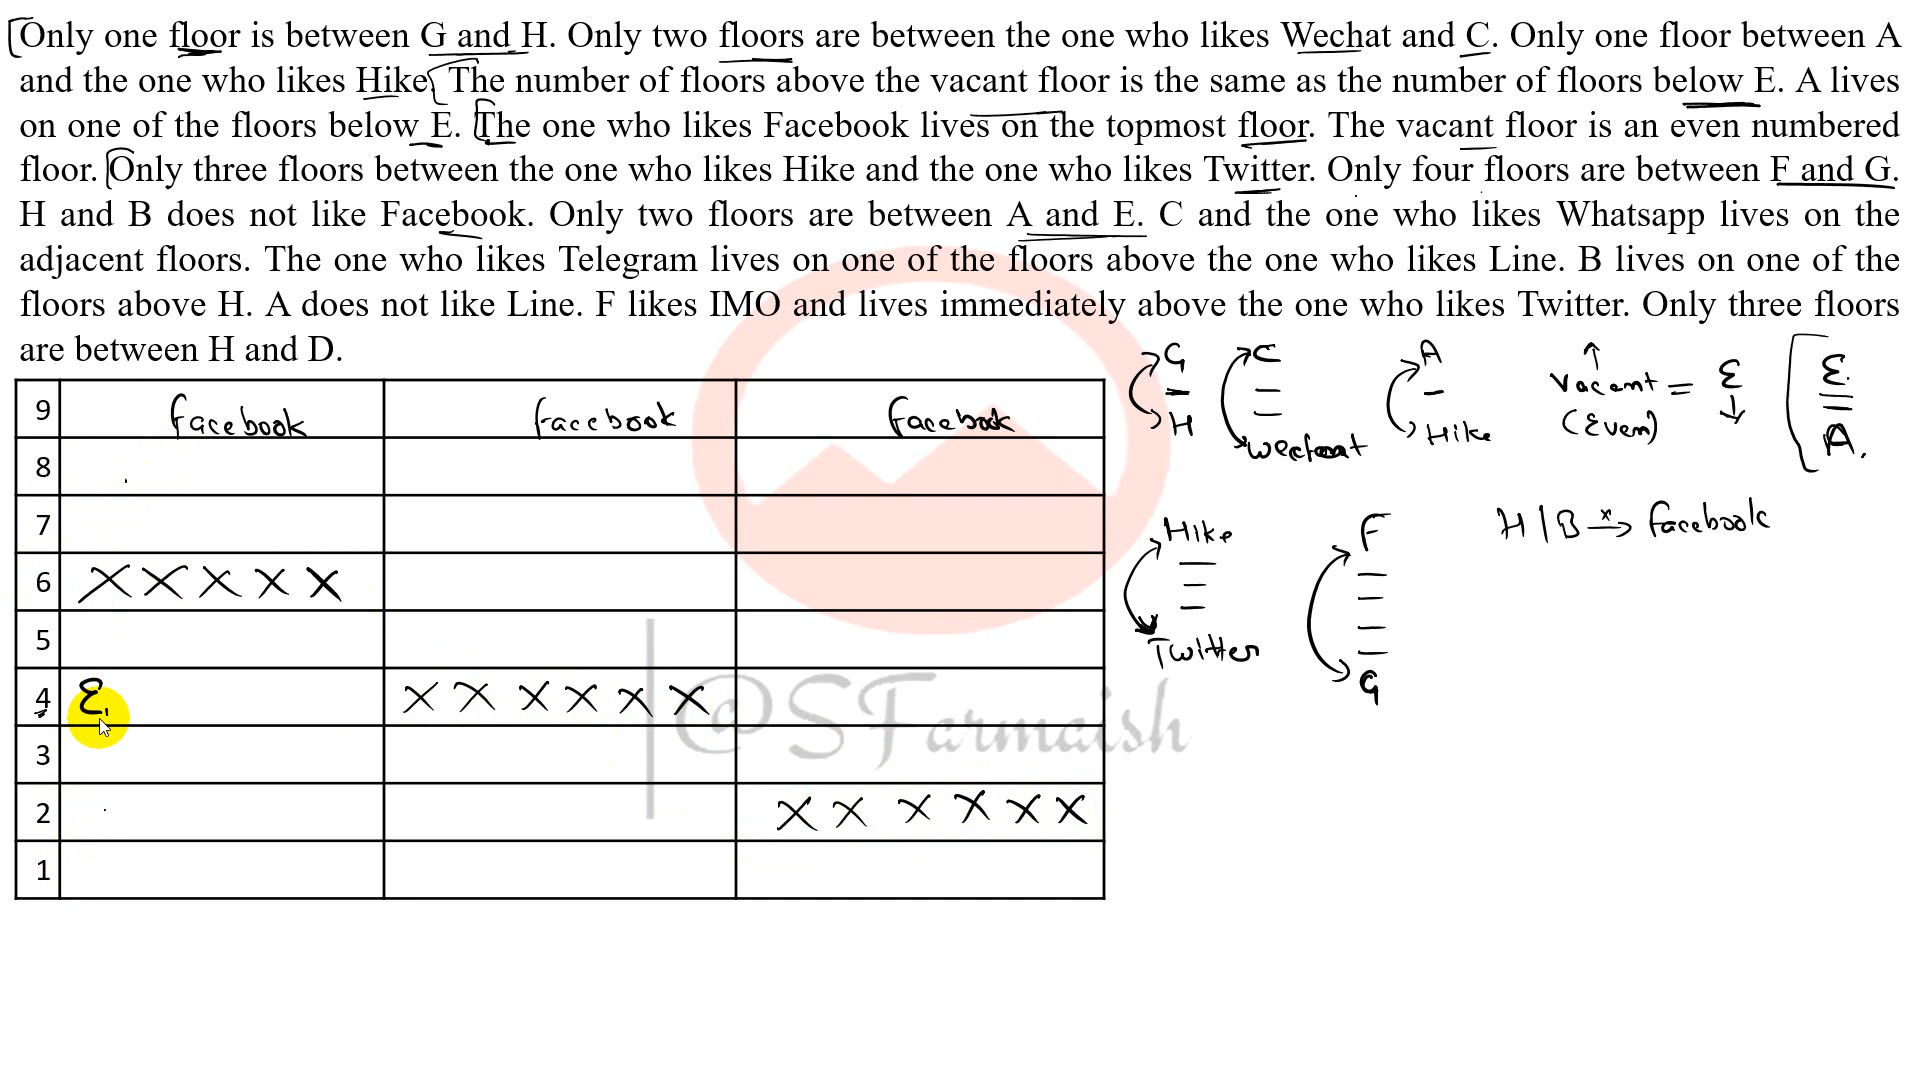 Only one floor is between G and H. Only two floors are between the one who likes Wechat and C. Only one floor between A
and the one who likes Hike. The number of floors above the vacant floor is the same as the number of floors below E. A lives
on one of the floors below E. The one who likes Facebook lives on the topmost floor. The vacant floor is an even numbered
floor. Only three floors between the one who likes Hike and the one who likes Twitter. Only four floors are between F and G.
H and B does not like Facebook. Only two floors are between A and E. C and the one who likes Whatsapp lives on the
adjacent floors. The one who likes Telegram lives on one of the floors above the one who likes Line. B lives on one of the
floors above H. A does not like Line. F likes IMO and lives immediately above the one who likes Twitter. Only three floors
are between H and D.
G C A Vacant = E E
H Wechat Hike (Even) A.
9 facebook facebook facebook
8
7
6 X X X X X
5
4 E X X X X X X
3
2 X X X X X X
1
Hike F H | B x→ facebook
Twitter G
@SFarmaish